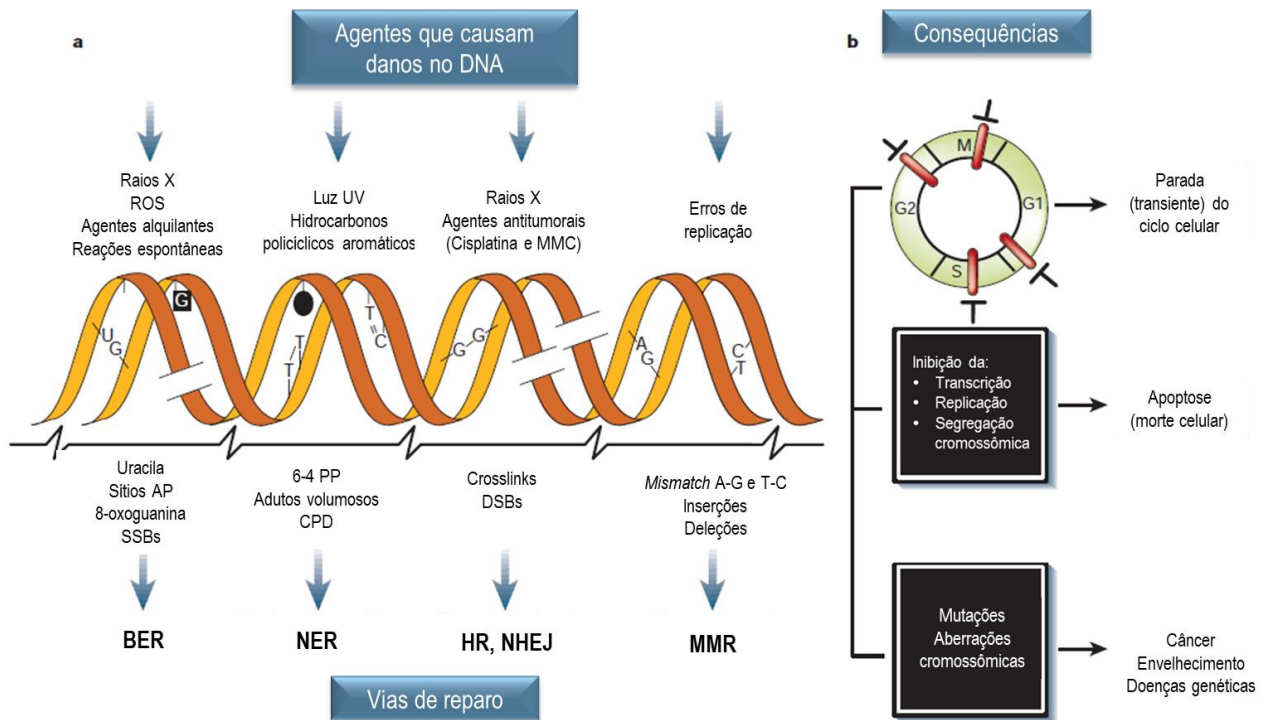 a
Agentes que causam
danos no DNA
Raios X
ROS
Agentes alquilantes
Reações espontâneas
Luz UV
Hidrocarbonos
policiclicos aromáticos
Raios X
Agentes antitumorais
(Cisplatina e MMC)
Erros de
replicação
U
G
G
T
T
T
C
G
G
A
G
C
T
Uracila
Sitios AP
8-oxoguanina
SSBs
6-4 PP
Adutos volumosos
CPD
Crosslinks
DSBs
Mismatch A-G e T-C
Inserções
Deleções
BER
NER
HR, NHEJ
MMR
Vias de reparo
b
Consequências
M
G2
G1
S
Parada
(transiente) do
ciclo celular
Inibição da:
• Transcrição
• Replicação
• Segregação
cromossômica
Apoptose
(morte celular)
Mutações
Aberrações
cromossômicas
Câncer
Envelhecimento
Doenças genéticas